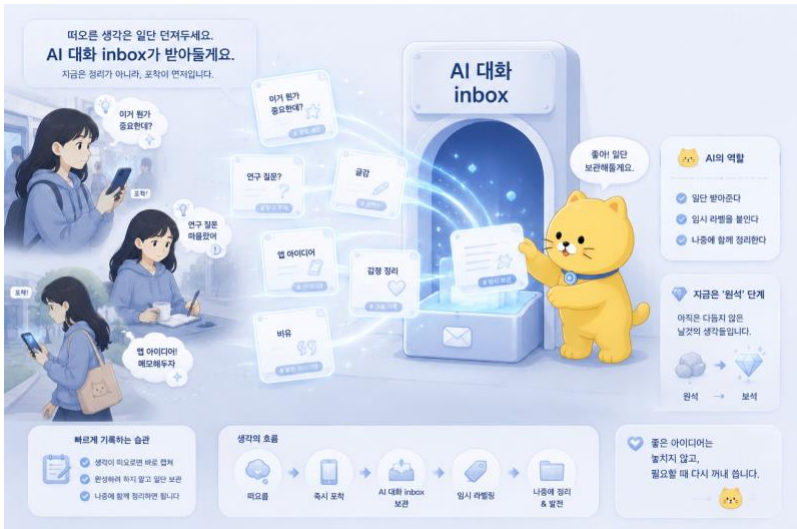 떠오른 생각은 일단 던져두세요.
AI 대화 inbox가 받아둘게요.
지금은 정리가 아니라, 포착이 먼저입니다.
이거 뭔가
중요한데?
포착!
연구 질문
떠올랐어
포착!
앱 아이디어!
메모해두자
이거 뭔가
중요한데?
연구 질문?
글감
앱 아이디어
감정 정리
비유
AI 대화
inbox
좋아! 일단
보관해둘게요.
AI의 역할
일단 받아준다
임시 라벨을 붙인다
나중에 함께 정리한다
지금은 '원석' 단계
아직은 다듬지 않은
날것의 생각들입니다.
원석 → 보석
빠르게 기록하는 습관
생각이 떠오르면 바로 캡처
완성하려 하지 않고 일단 보관
나중에 함께 정리하면 됩니다
생각의 흐름
떠오름
즉시 포착
AI 대화 inbox
보관
임시 라벨링
나중에 정리
& 발전
좋은 아이디어는
놓치지 않고,
필요할 때 다시 꺼내 씁니다.